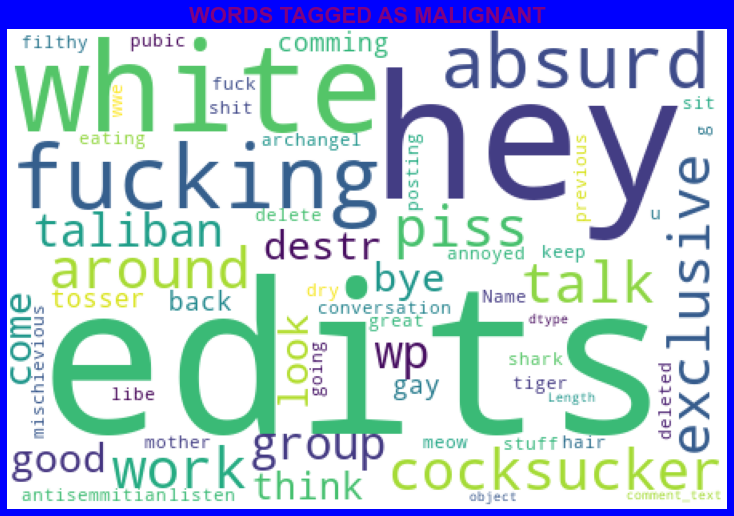 WORDS TAGGED AS MALIGNANT
filthy pubic comming absurd
white hey
wwe fuck shit sit g
eating archangel
fucking posting previous exclusive
taliban delete piss u
destr annoyed keep
around bye talk
tosser back dry conversation Name
come edits great dtype
mischievious look going wp shark
libe gay tiger Length deleted
good mother group meow stuff hair
work think cocksucker
antisemmitianlisten object comment_text